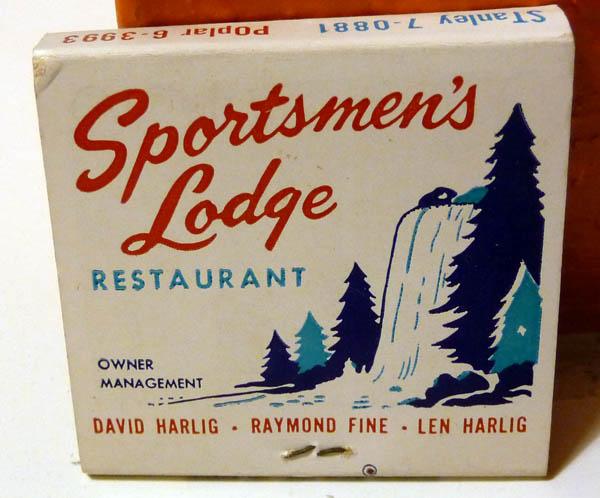 POplar 6-3993 STanley 7-0881
Sportsmen's
Lodge
RESTAURANT
OWNER
MANAGEMENT
DAVID HARLIG • RAYMOND FINE • LEN HARLIG